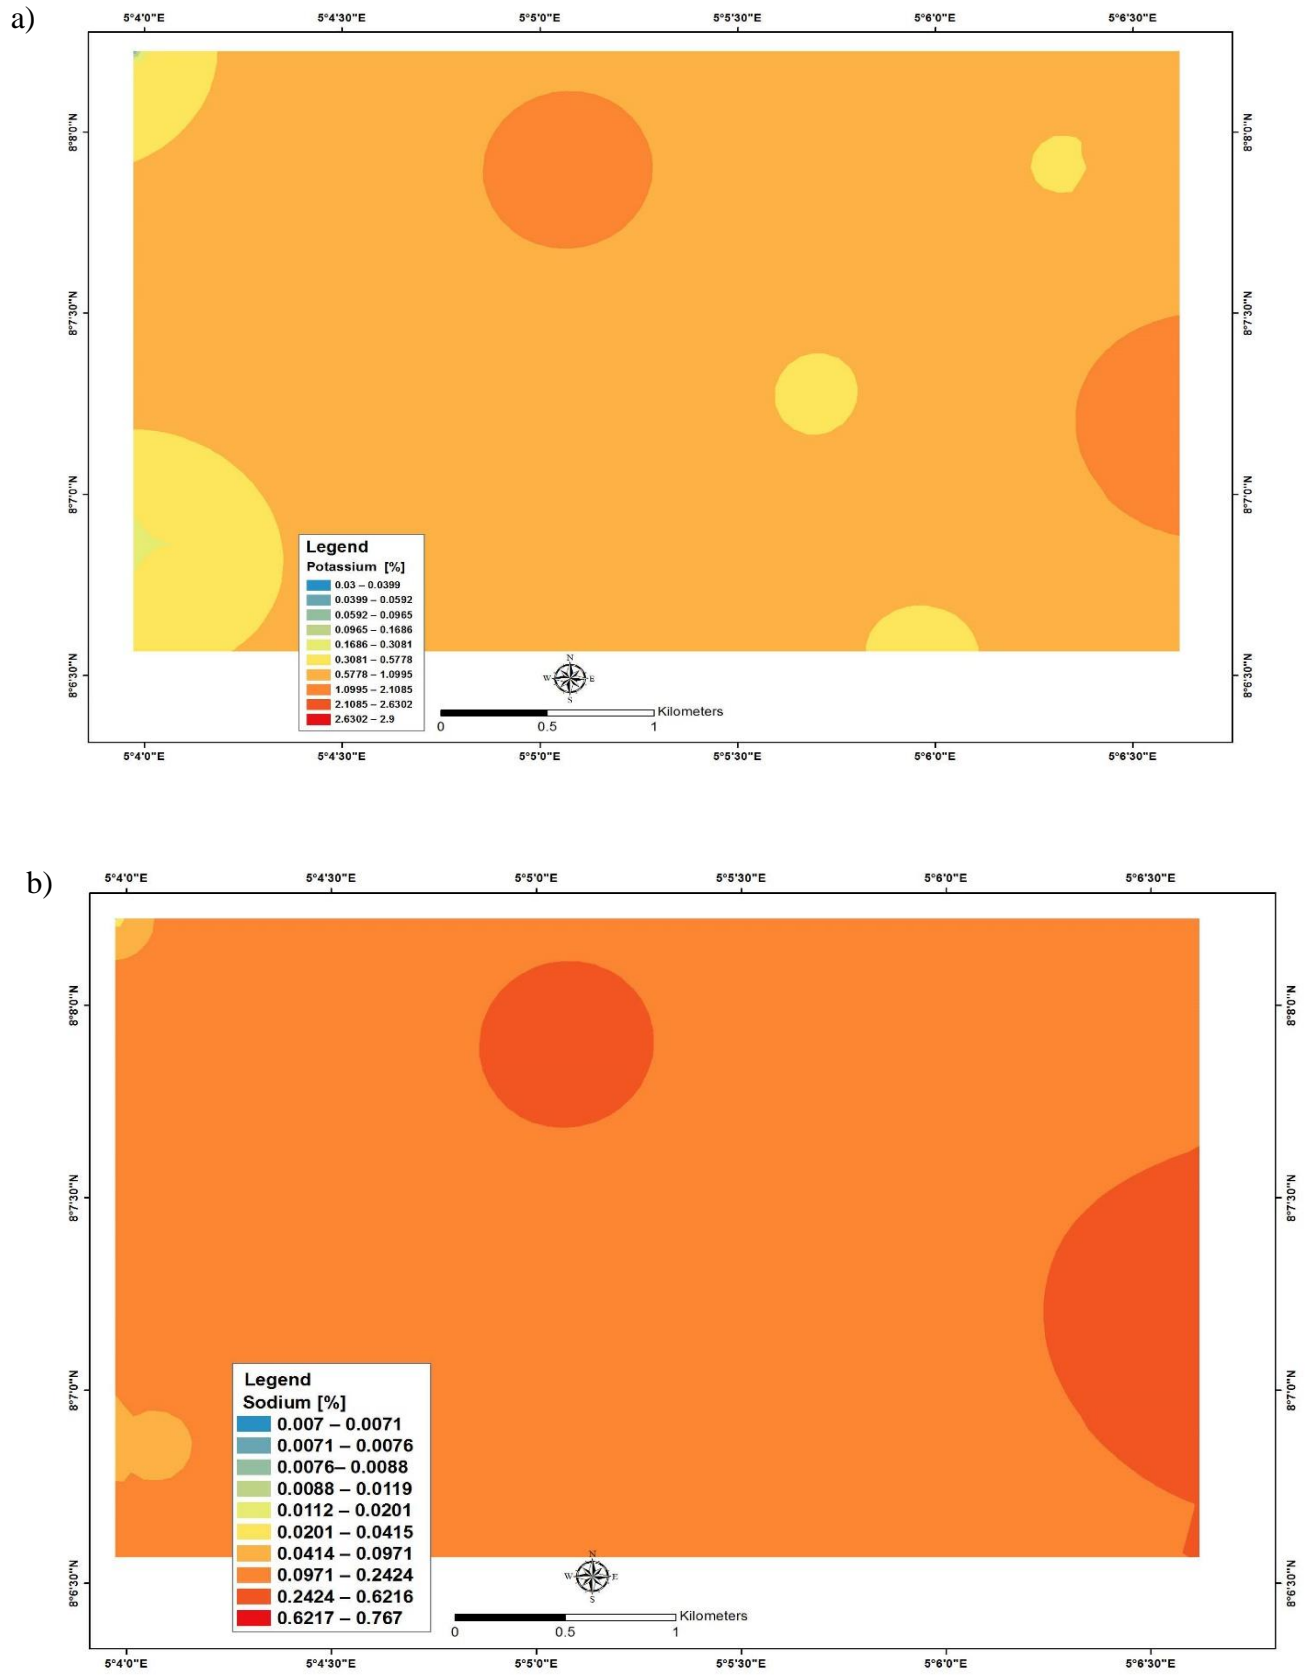 a)
5°4'0"E 5°4'30"E 5°5'0"E 5°5'30"E 5°6'0"E 5°6'30"E
8°8'0"N 8°8'0"N
8°7'30"N 8°7'30"N
8°7'0"N 8°7'0"N
8°6'30"N 8°6'30"N
Legend
Potassium [%]
0.03 – 0.0399
0.0399 – 0.0592
0.0592 – 0.0965
0.0965 – 0.1686
0.1686 – 0.3081
0.3081 – 0.5778
0.5778 – 1.0995
1.0995 – 2.1085
2.1085 – 2.6302
2.6302 – 2.9
N
W E
S
Kilometers
0 0.5 1
5°4'0"E 5°4'30"E 5°5'0"E 5°5'30"E 5°6'0"E 5°6'30"E
b)
5°4'0"E 5°4'30"E 5°5'0"E 5°5'30"E 5°6'0"E 5°6'30"E
8°8'0"N 8°8'0"N
8°7'30"N 8°7'30"N
8°7'0"N 8°7'0"N
8°6'30"N 8°6'30"N
Legend
Sodium [%]
0.007 – 0.0071
0.0071 – 0.0076
0.0076– 0.0088
0.0088 – 0.0119
0.0112 – 0.0201
0.0201 – 0.0415
0.0414 – 0.0971
0.0971 – 0.2424
0.2424 – 0.6216
0.6217 – 0.767
N
W E
S
Kilometers
0 0.5 1
5°4'0"E 5°4'30"E 5°5'0"E 5°5'30"E 5°6'0"E 5°6'30"E